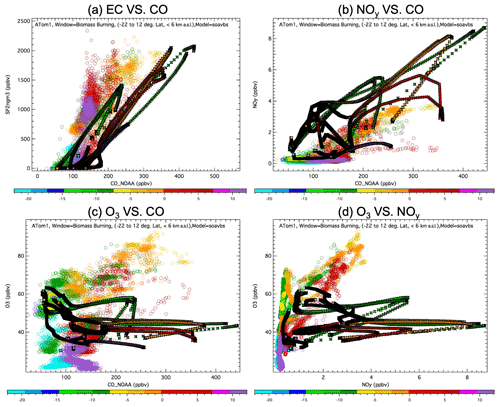 (a) EC VS. CO
ATom1, Window=Biomass Burning, (-22 to 12 deg. Lat, < 6 km a.s.l.),Model=soavbs
2500
2000
1500
1000
500
0
0 100 200 300 400 500
CO_NOAA (ppbv)
-20 -15 -10 -5 0 5 10
(b) NOy VS. CO
ATom1, Window=Biomass Burning, (-22 to 12 deg. Lat, < 6 km a.s.l.),Model=soavbs
8
6
4
2
0
NOy (ppbv)
100 200 300 400
CO_NOAA (ppbv)
-20 -15 -10 -5 0 5 10
(c) O3 VS. CO
ATom1, Window=Biomass Burning, (-22 to 12 deg. Lat, < 6 km a.s.l.),Model=soavbs
80
60
40
20
O3 (ppbv)
100 200 300 400
CO_NOAA (ppbv)
-20 -15 -10 -5 0 5 10
(d) O3 VS. NOy
ATom1, Window=Biomass Burning, (-22 to 12 deg. Lat, < 6 km a.s.l.),Model=soavbs
80
60
40
20
O3 (ppbv)
0 2 4 6 8
NOy (ppbv)
-20 -15 -10 -5 0 5 10